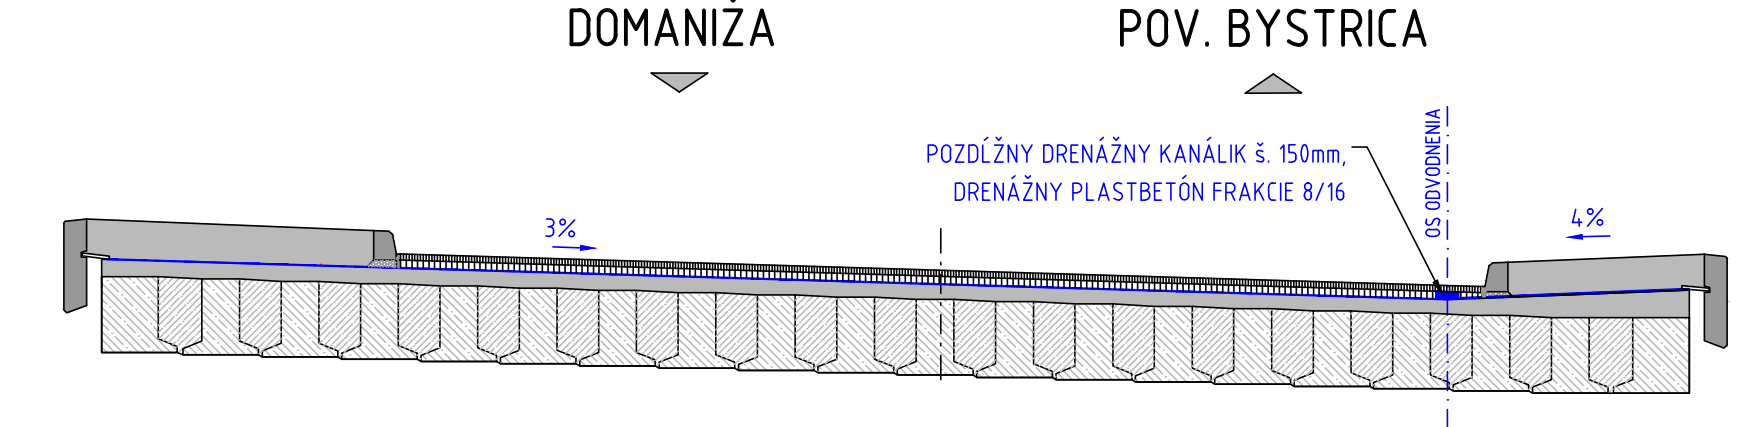 DOMANIŽA
POV. BYSTRICA
POZDĹŽNY DRENÁŽNY KANÁLIK š. 150mm,
DRENÁŽNY PLASTBETÓN FRAKCIE 8/16
OS ODVODNENIA
3%
4%